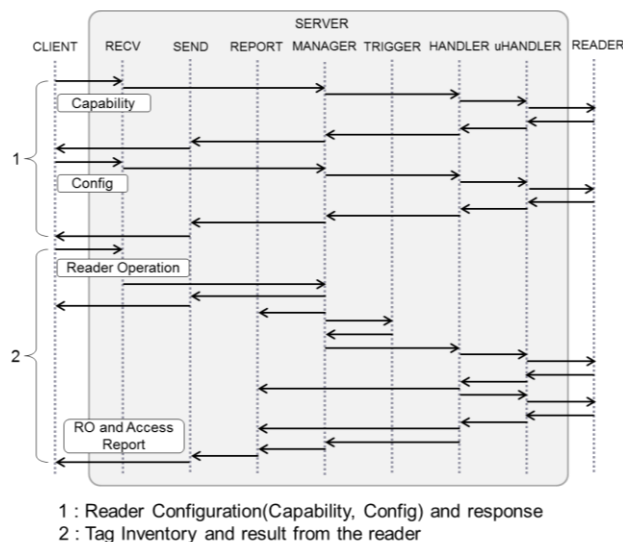 SERVER
CLIENT RECV SEND REPORT MANAGER TRIGGER HANDLER uHANDLER READER
Capability
1
Config
Reader Operation
2
RO and Access
Report
1 : Reader Configuration(Capability, Config) and response
2 : Tag Inventory and result from the reader